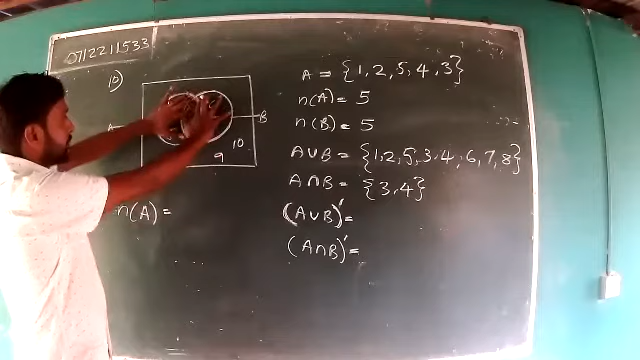 0712211533
10
A = {1, 2, 5, 4, 3}
n(A) = 5
A
B
n(B) = 5
10
9
A∪B = {1, 2, 5, 3, 4, 6, 7, 8}
A∩B = {3, 4}
n(A) =
(A∪B)' =
(A∩B)' =